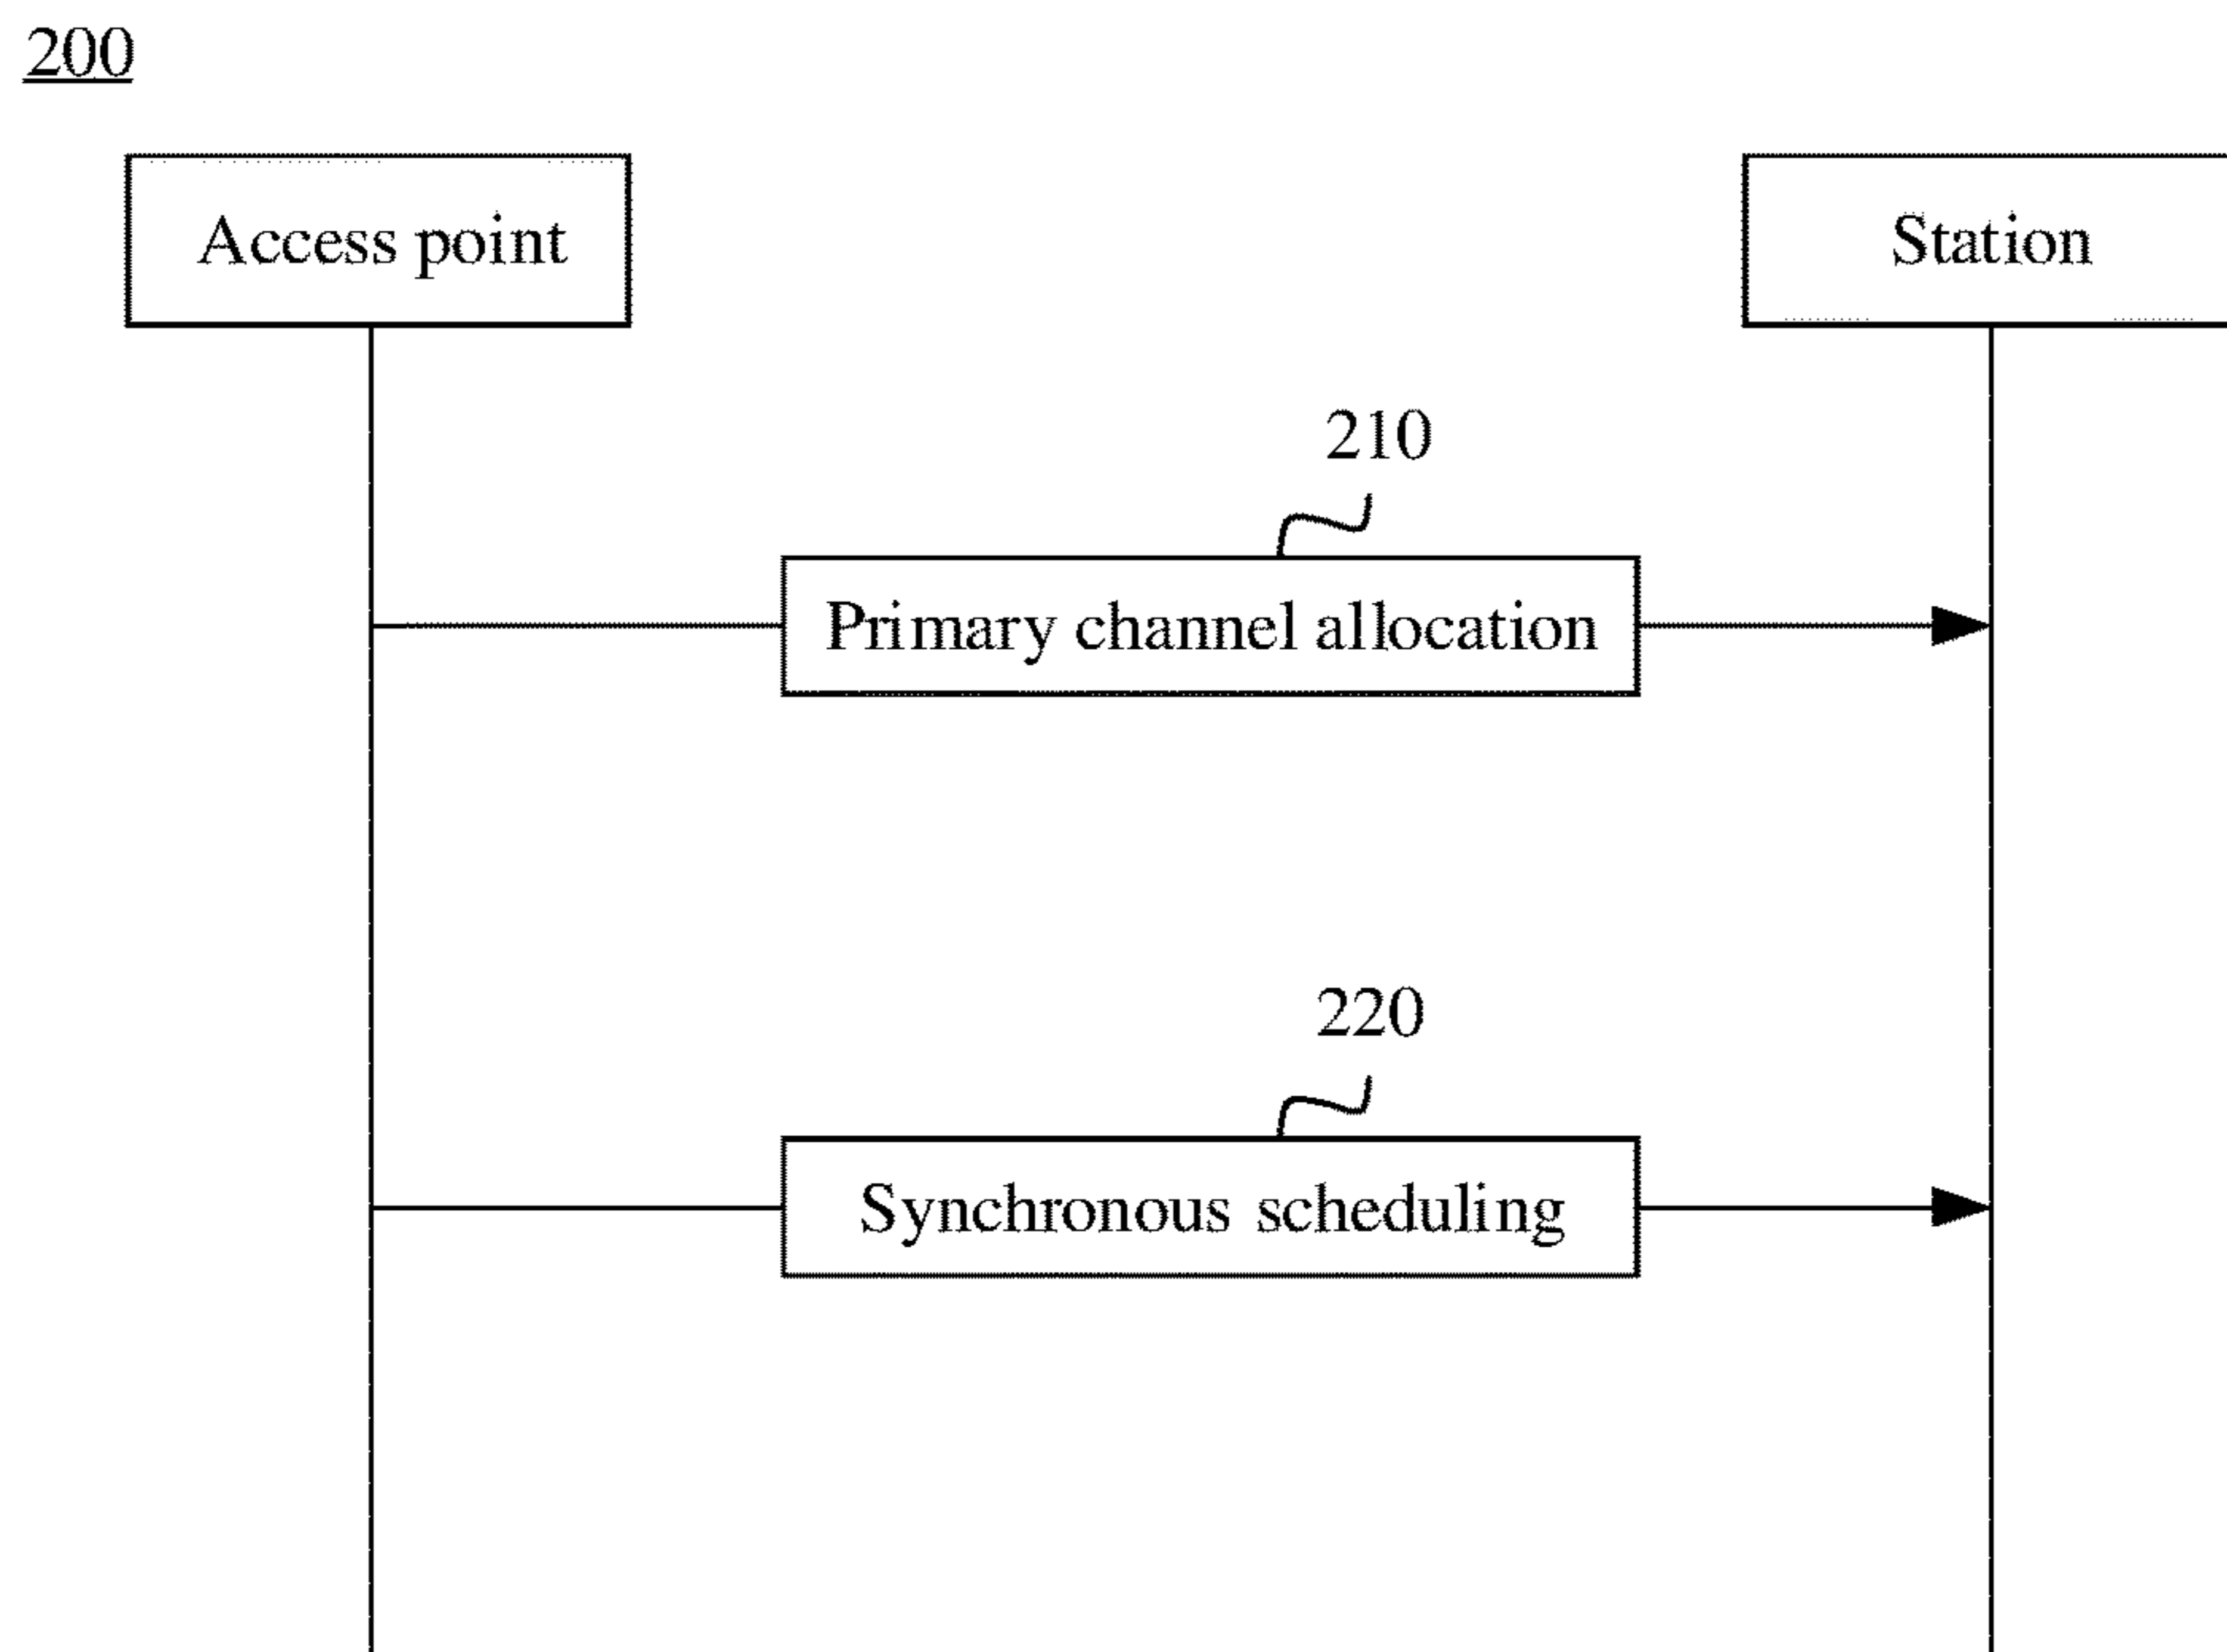 200
Access point
Station
210
Primary channel allocation
220
Synchronous scheduling